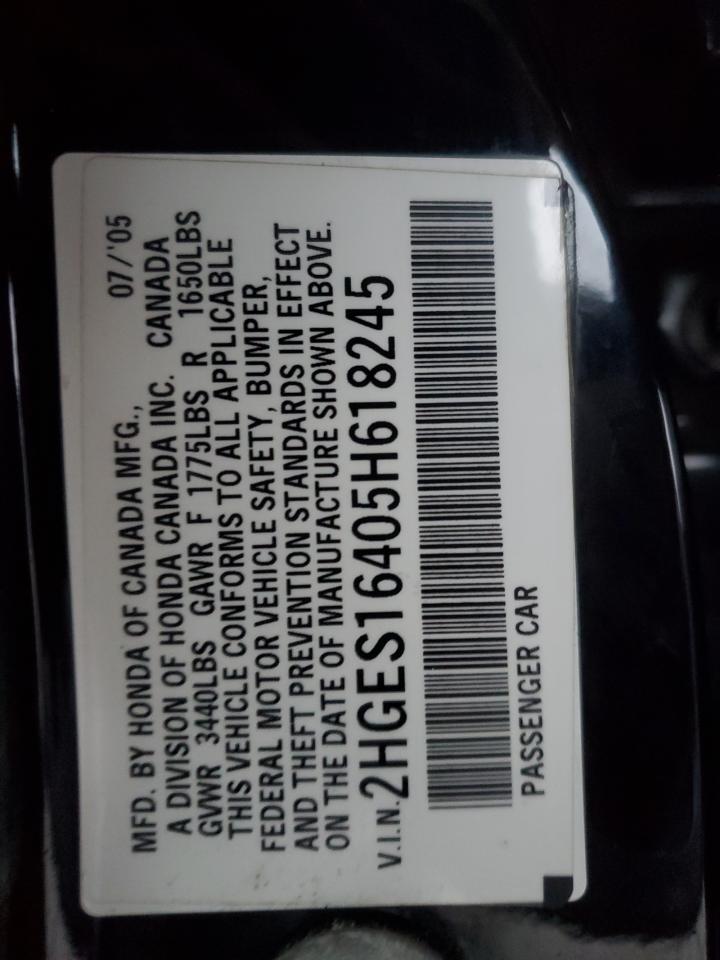 MFD. BY HONDA OF CANADA MFG., 07/'05
A DIVISION OF HONDA CANADA INC. CANADA
GVWR 3440LBS GAWR F 1775LBS R 1650LBS
THIS VEHICLE CONFORMS TO ALL APPLICABLE
FEDERAL MOTOR VEHICLE SAFETY, BUMPER,
AND THEFT PREVENTION STANDARDS IN EFFECT
ON THE DATE OF MANUFACTURE SHOWN ABOVE.
V.I.N. 2HGES16405H618245
PASSENGER CAR